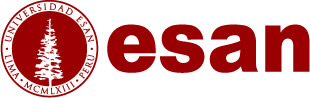 UNIVERSIDAD ESAN
LIMA · MCMLXIII · PERU
esan